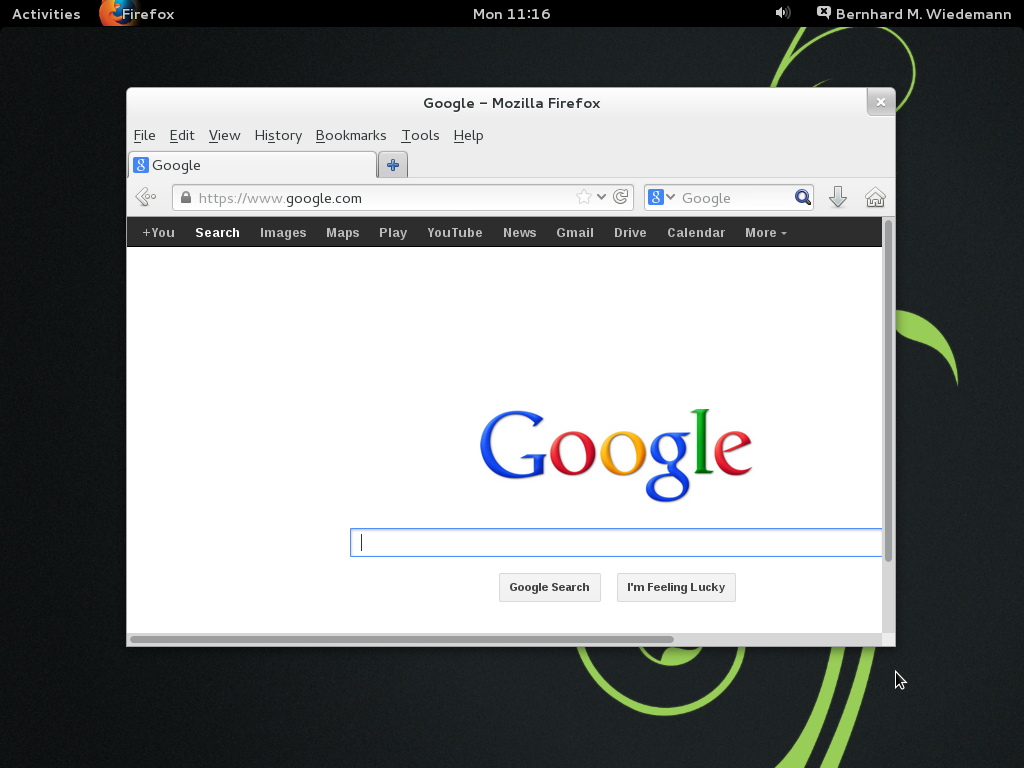 Activities Firefox Mon 11:16 Bernhard M. Wiedemann
Google - Mozilla Firefox
File Edit View History Bookmarks Tools Help
8 Google
https://www.google.com 8 Google
+You Search Images Maps Play YouTube News Gmail Drive Calendar More
Google
Google Search I'm Feeling Lucky